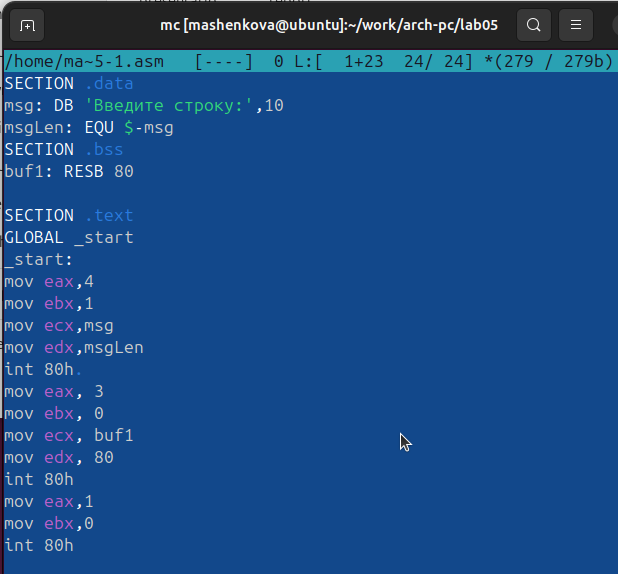 mc [mashenkova@ubuntu]:~/work/arch-pc/lab05
/home/ma~5-1.asm   [----]  0 L:[  1+23  24/ 24] *(279 / 279b)
SECTION .data
msg: DB 'Введите строку:',10
msgLen: EQU $-msg
SECTION .bss
buf1: RESB 80

SECTION .text
GLOBAL _start
_start:
mov eax,4
mov ebx,1
mov ecx,msg
mov edx,msgLen
int 80h.
mov eax, 3
mov ebx, 0
mov ecx, buf1
mov edx, 80
int 80h
mov eax,1
mov ebx,0
int 80h